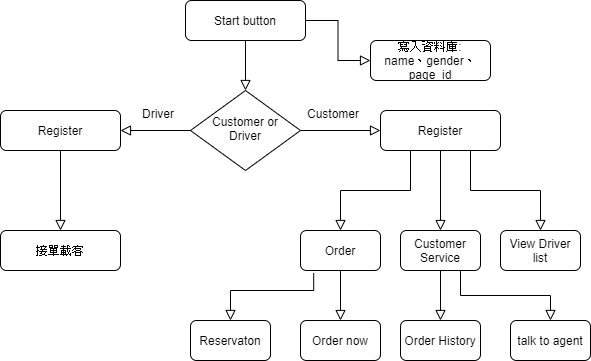 Start button
寫入資料庫:
name、gender、
page_id
Driver
Customer or
Driver
Customer
Register
Register
接單載客
Order
Customer
Service
View Driver
list
Reservaton
Order now
Order History
talk to agent